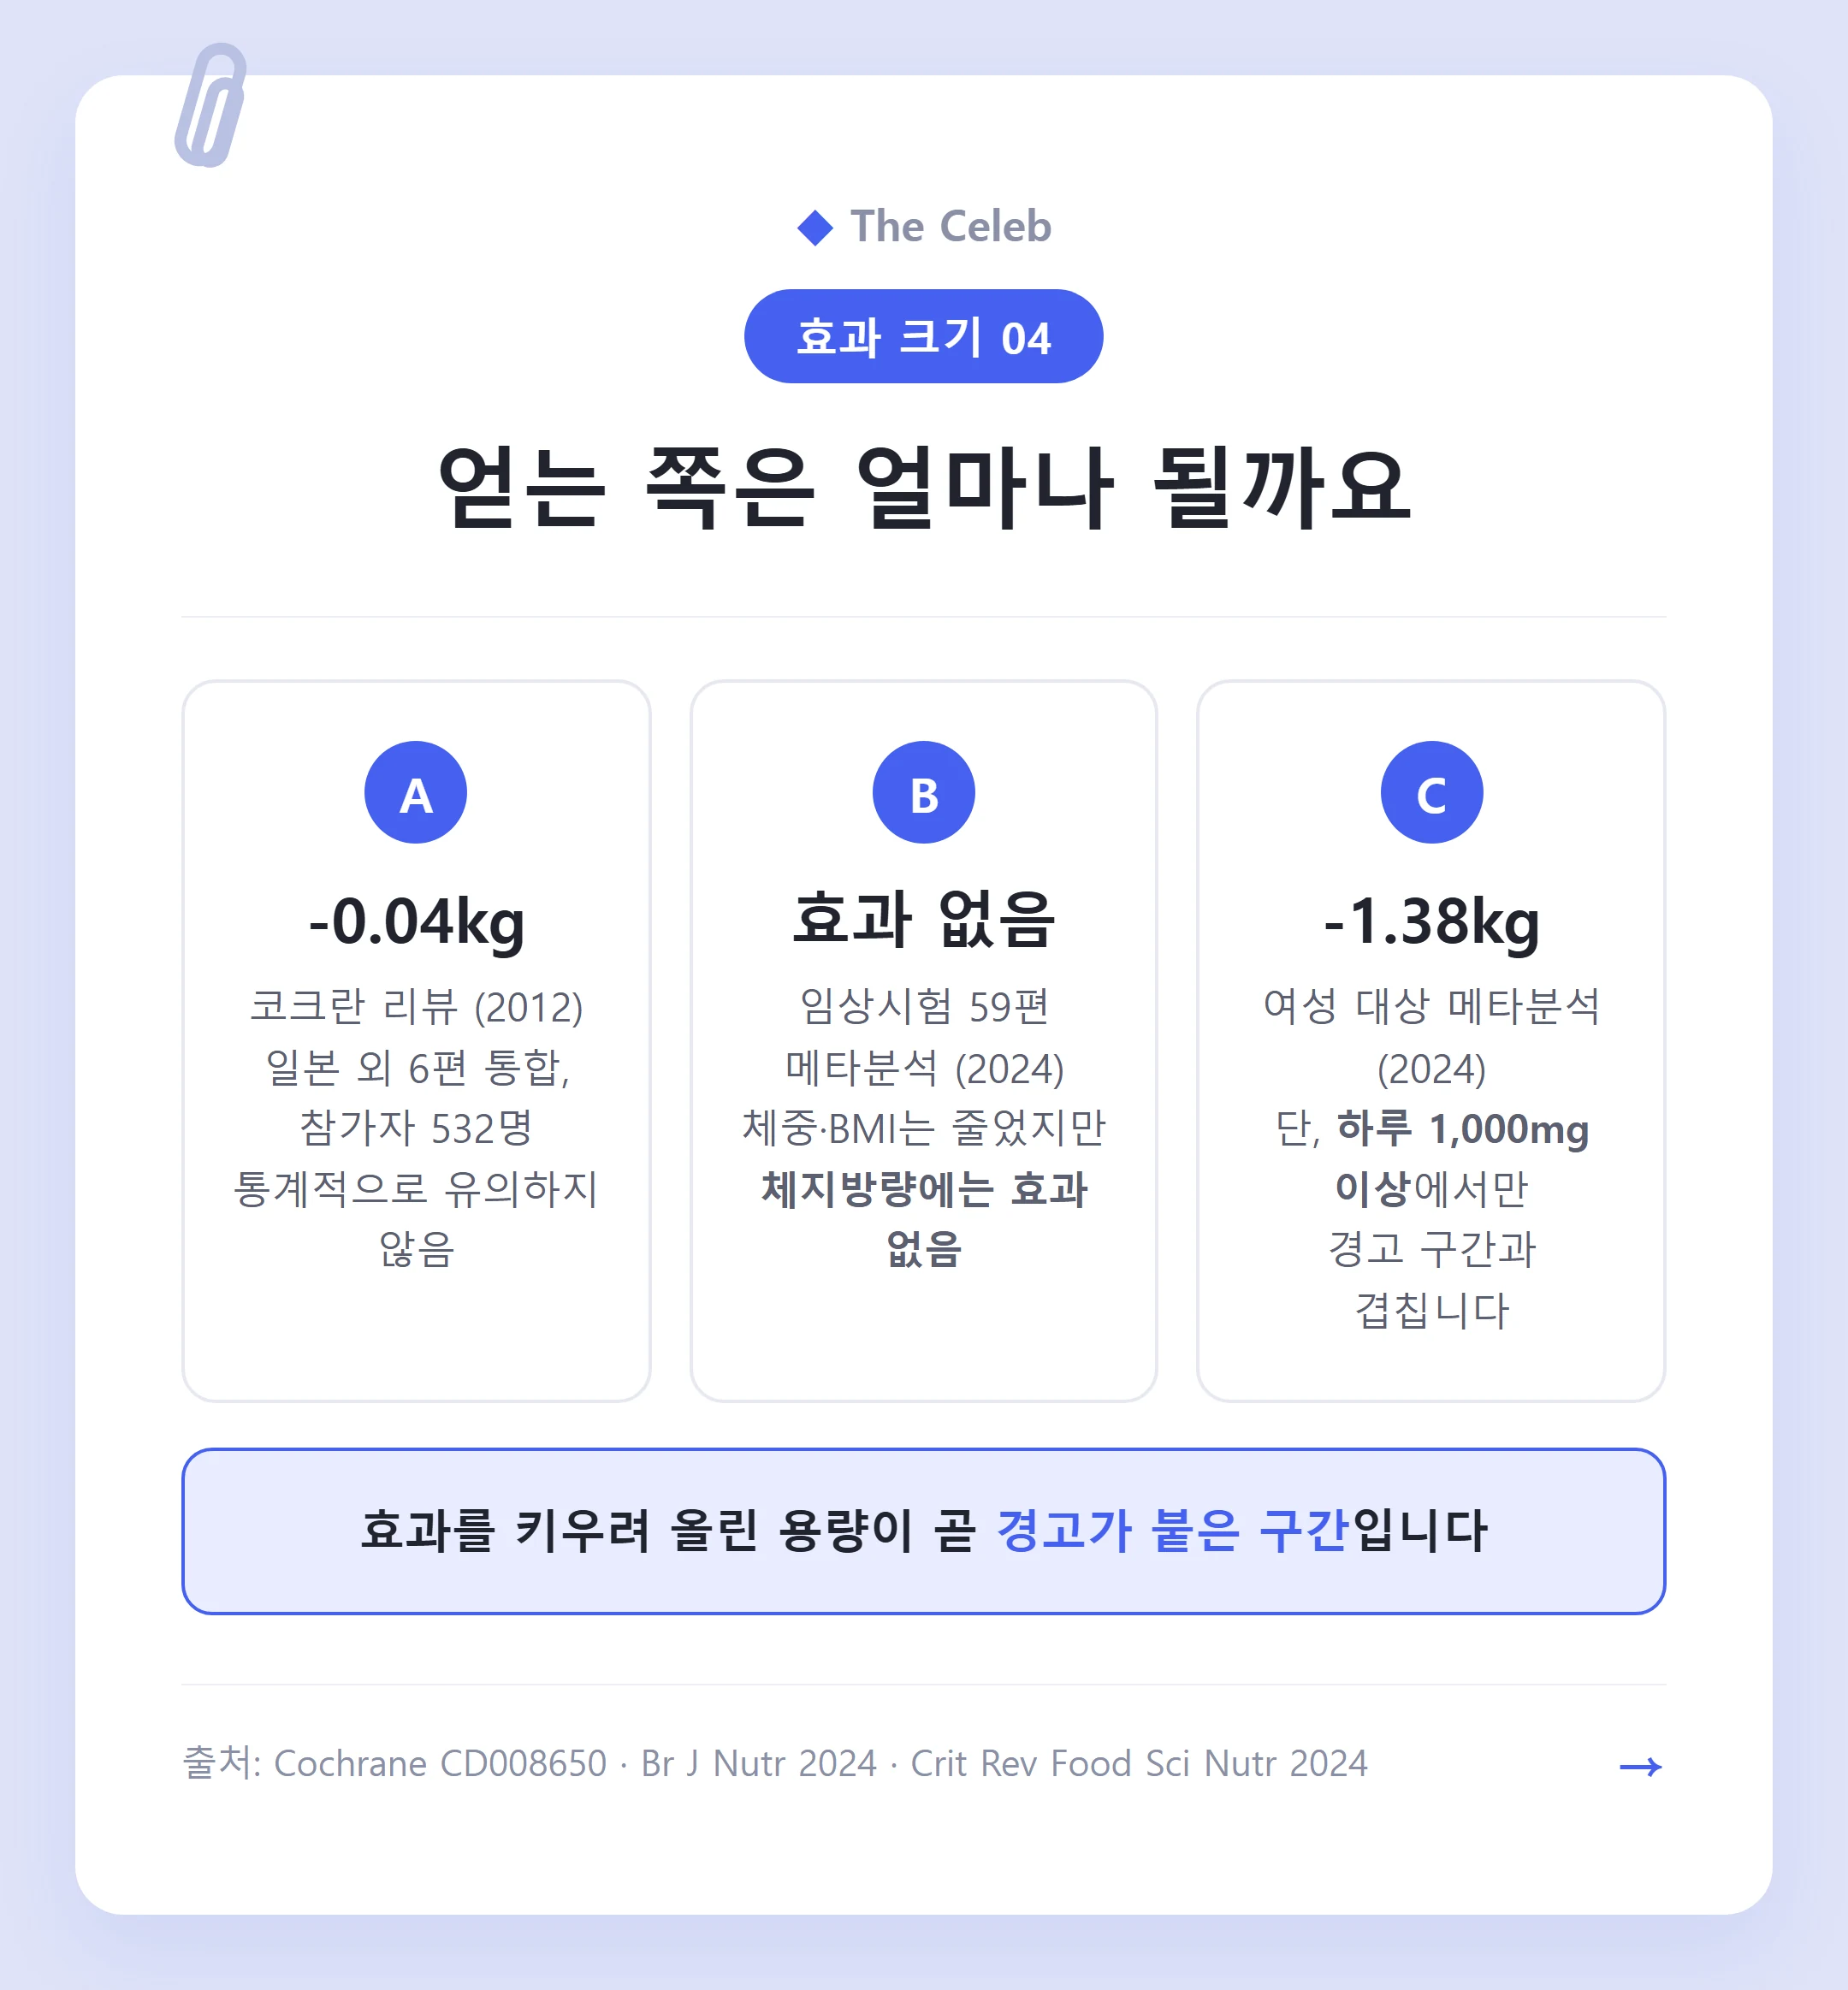 The Celeb
효과 크기 04
얻는 쪽은 얼마나 될까요
A
-0.04kg
코크란 리뷰 (2012)
일본 외 6편 통합,
참가자 532명
통계적으로 유의하지
않음
B
효과 없음
임상시험 59편
메타분석 (2024)
체중·BMI는 줄었지만
체지방량에는 효과
없음
C
-1.38kg
여성 대상 메타분석
(2024)
단, 하루 1,000mg
이상에서만
경고 구간과
겹칩니다
효과를 키우려 올린 용량이 곧 경고가 붙은 구간입니다
출처: Cochrane CD008650 · Br J Nutr 2024 · Crit Rev Food Sci Nutr 2024 →